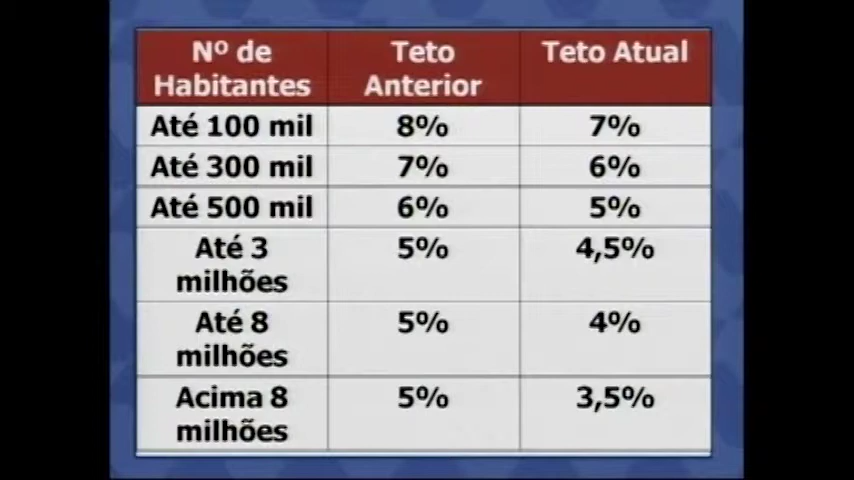 Nº de Habitantes Teto Anterior Teto Atual
Até 100 mil 8% 7%
Até 300 mil 7% 6%
Até 500 mil 6% 5%
Até 3 milhões 5% 4,5%
Até 8 milhões 5% 4%
Acima 8 milhões 5% 3,5%